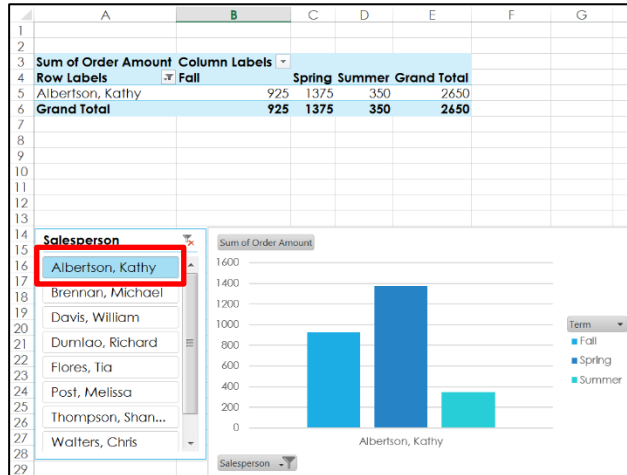 A B C D E F G
1
2
3 Sum of Order Amount Column Labels
4 Row Labels Fall Spring Summer Grand Total
5 Albertson, Kathy 925 1375 350 2650
6 Grand Total 925 1375 350 2650
7
8
9
10
11
12
13
14
15
16
17
18
19
20
21
22
23
24
25
26
27
28
29
Salesperson
Albertson, Kathy
Brennan, Michael
Davis, William
Dumlao, Richard
Flores, Tia
Post, Melissa
Thompson, Shan...
Walters, Chris
Sum of Order Amount
1600
1400
1200
1000
800
600
400
200
0
Albertson, Kathy
Salesperson
Term
Fall
Spring
Summer